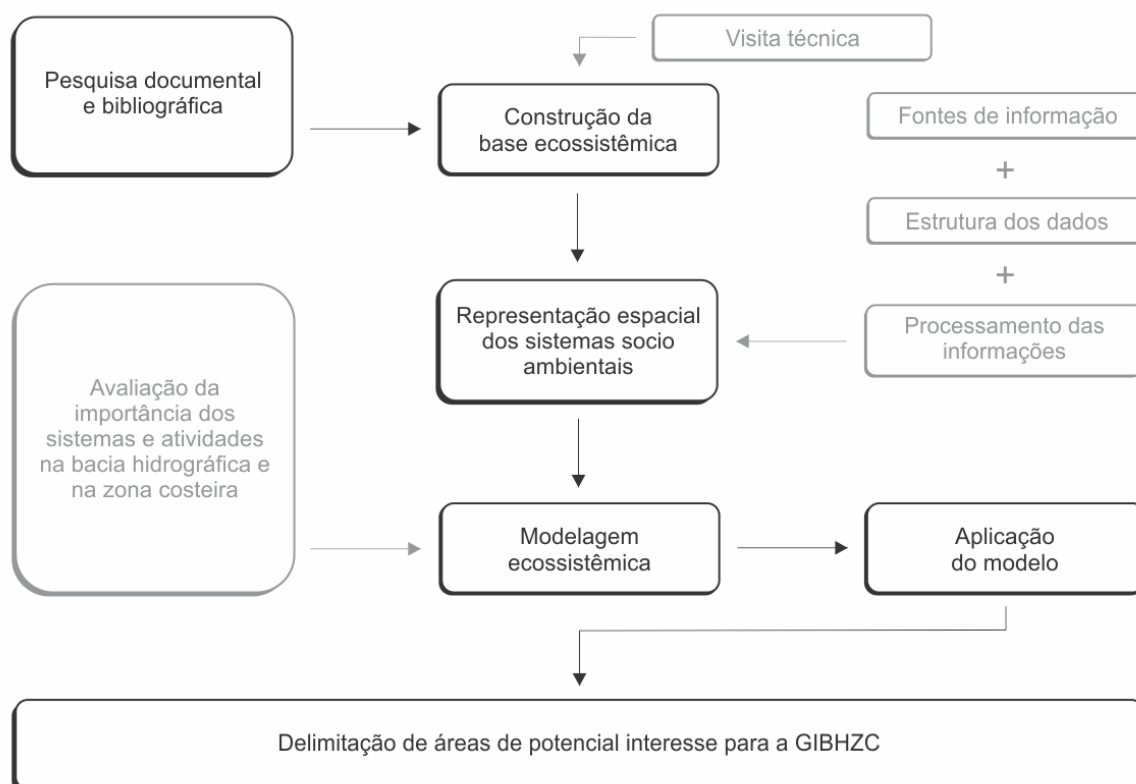 Visita técnica
Pesquisa documental
e bibliográfica
Construção da
base ecossistêmica
Fontes de informação
+
Estrutura dos dados
+
Processamento das
informações
Representação espacial
dos sistemas socio
ambientais
Avaliação da
importância dos
sistemas e atividades
na bacia hidrográfica e
na zona costeira
Modelagem
ecossistêmica
Aplicação
do modelo
Delimitação de áreas de potencial interesse para a GIBHZC